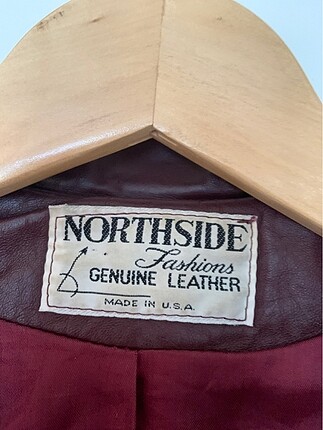 NORTHSIDE
Fashions
GENUINE LEATHER
MADE IN U.S.A.